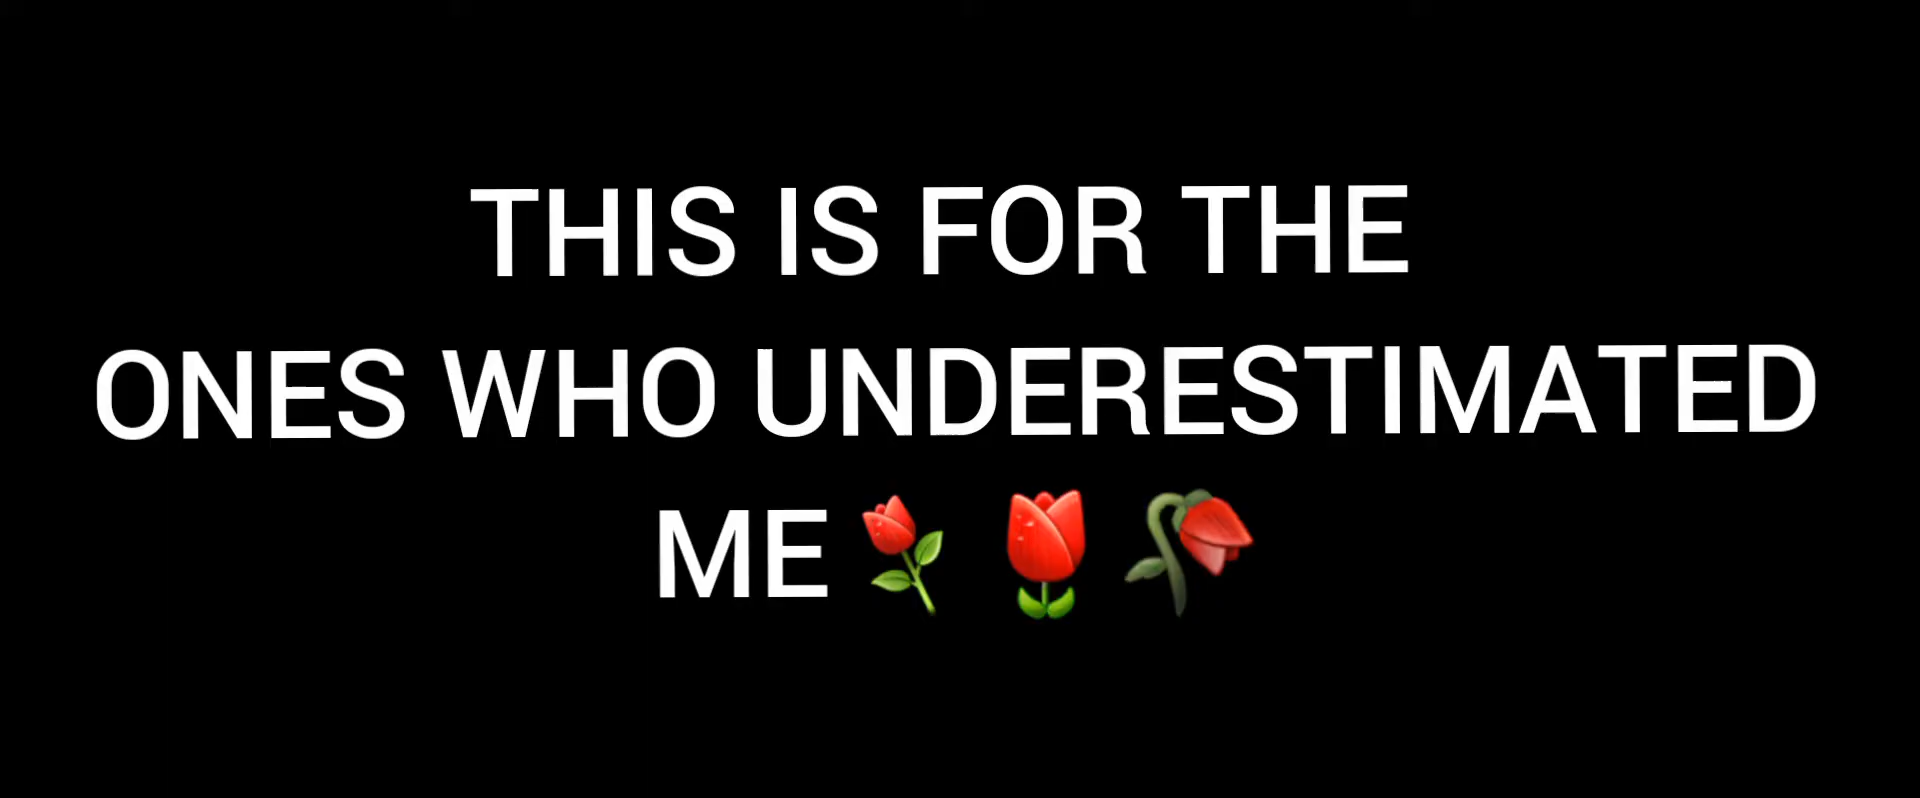 THIS IS FOR THE
ONES WHO UNDERESTIMATED
ME 🌹 🌷 🥀